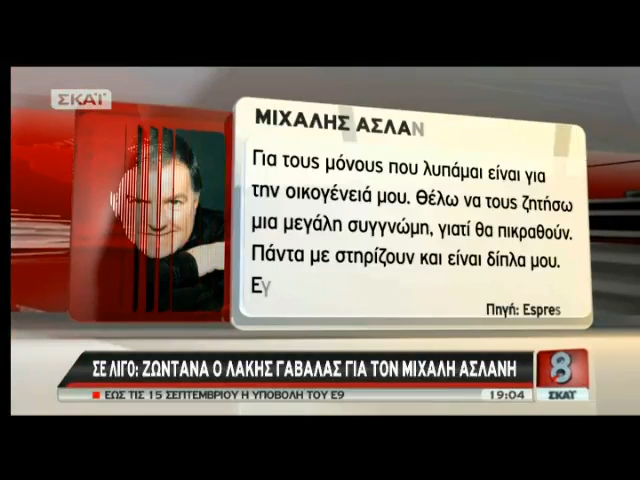 ΣΚΑΪ
ΜΙΧΑΛΗΣ ΑΣΛΑΝ
Για τους μόνους που λυπάμαι είναι για
την οικογένειά μου. Θέλω να τους ζητήσω
μια μεγάλη συγγνώμη, γιατί θα πικραθούν.
Πάντα με στηρίζουν και είναι δίπλα μου.
Εγ
Πηγή: Espres
ΣΕ ΛΙΓΟ: ΖΩΝΤΑΝΑ Ο ΛΑΚΗΣ ΓΑΒΑΛΑΣ ΓΙΑ ΤΟΝ ΜΙΧΑΛΗ ΑΣΛΑΝΗ
8
ΕΩΣ ΤΙΣ 15 ΣΕΠΤΕΜΒΡΙΟΥ Η ΥΠΟΒΟΛΗ ΤΟΥ Ε9
19:04
ΣΚΑΪ